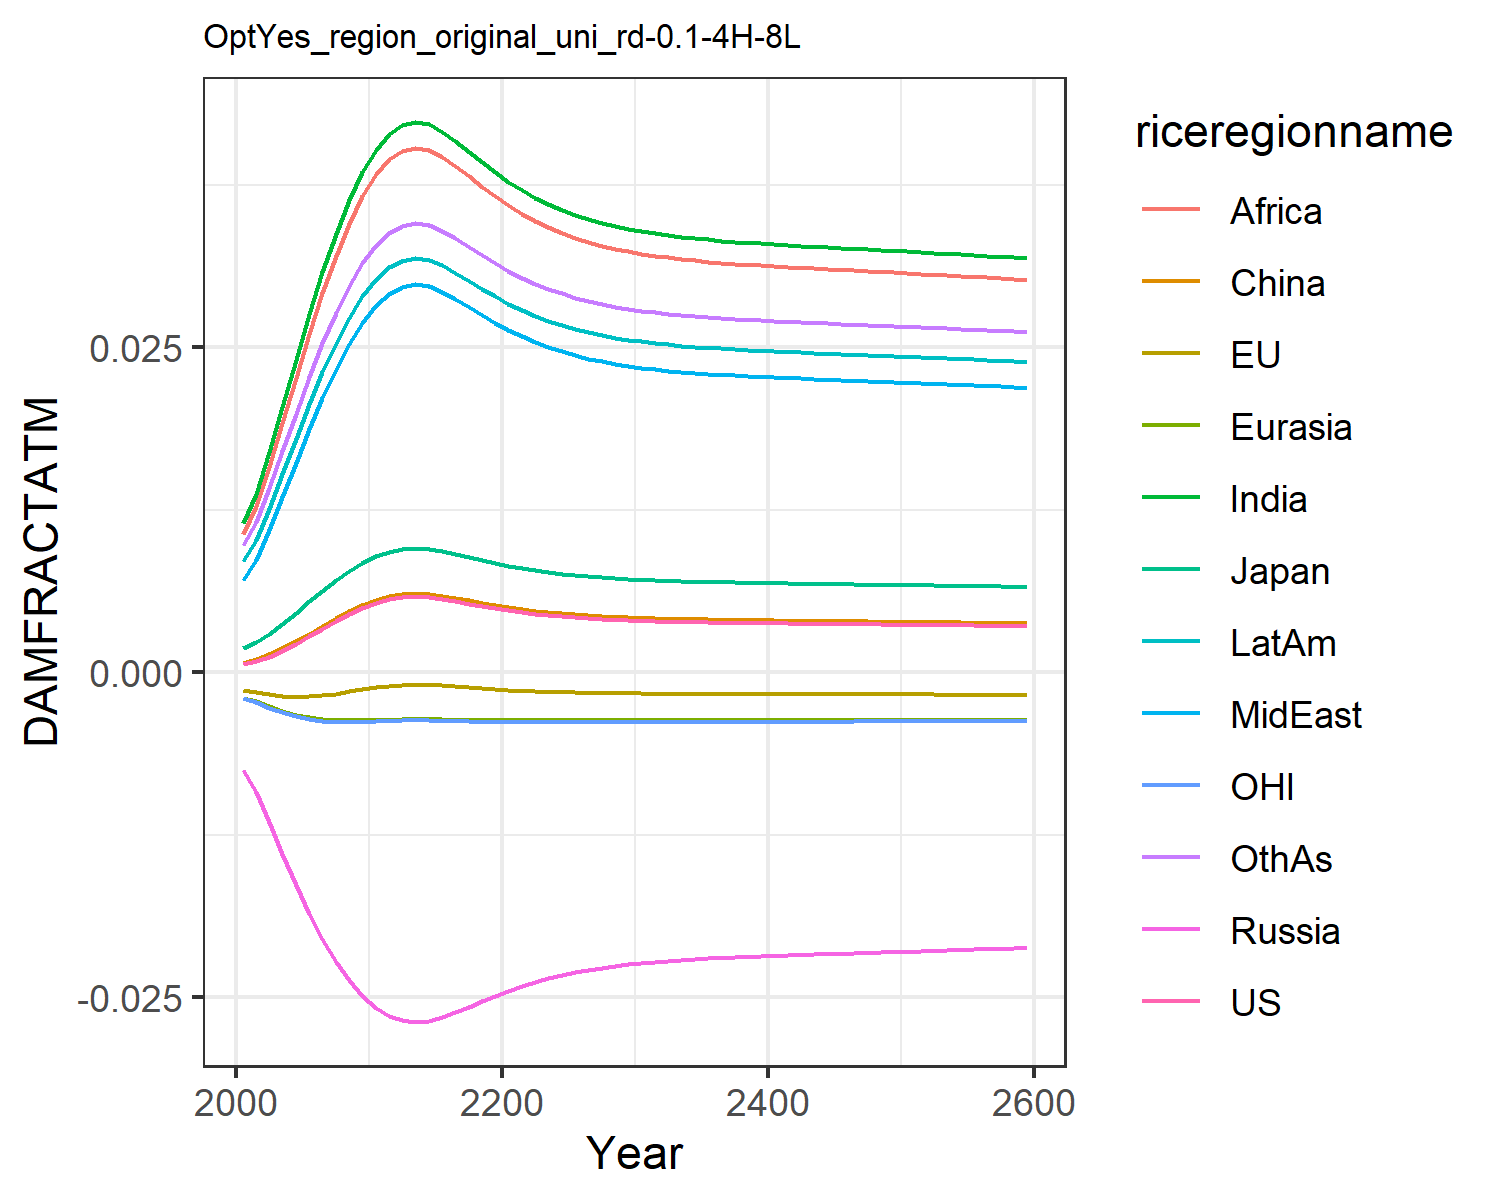 OptYes_region_original_uni_rd-0.1-4H-8L
DAMFRACTATM
0.025
0.000
-0.025
2000
2200
2400
2600
Year
riceregionname
Africa
China
EU
Eurasia
India
Japan
LatAm
MidEast
OHI
OthAs
Russia
US